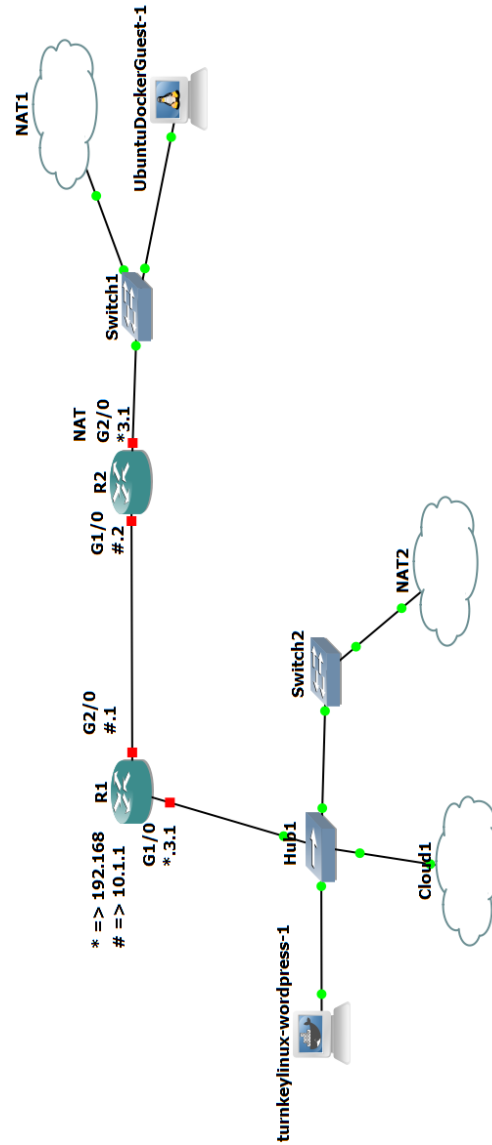 * => 192.168
# => 10.1.1
R1
G1/0
*.3.1
G2/0
#.1
G1/0
#.2
R2
NAT
G2/0
*3.1
Switch1
NAT1
UbuntuDockerGuest-1
turnkeylinux-wordpress-1
Hub1
Cloud1
Switch2
NAT2